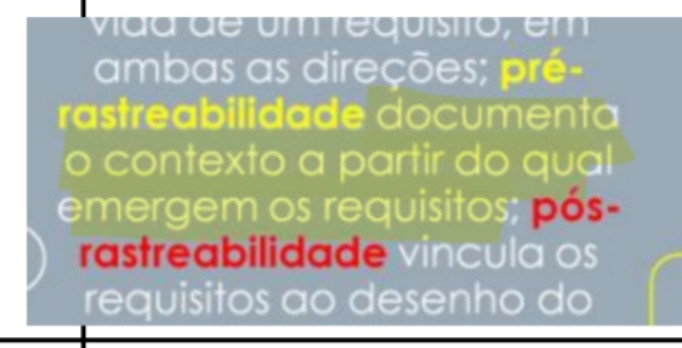 vida de um requisito, em
ambas as direções; pré-
rastreabilidade documenta
o contexto a partir do qual
emergem os requisitos; pós-
rastreabilidade vincula os
requisitos ao desenho do